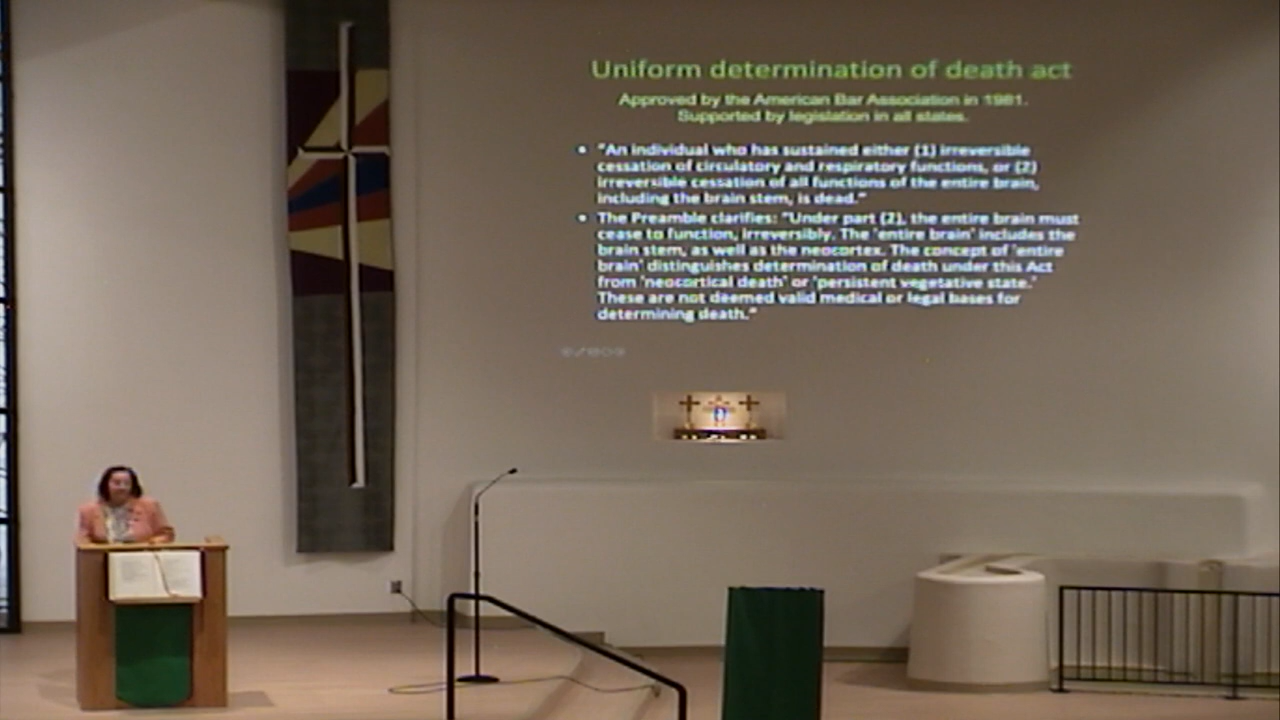 Uniform determination of death act
Approved by the American Bar Association in 1981.
Supported by legislation in all states.
• "An individual who has sustained either (1) irreversible
cessation of circulatory and respiratory functions, or (2)
irreversible cessation of all functions of the entire brain,
including the brain stem, is dead."
• The Preamble clarifies: "Under part (2), the entire brain must
cease to function, irreversibly. The 'entire brain' includes the
brain stem, as well as the neocortex. The concept of 'entire
brain' distinguishes determination of death under this Act
from 'neocortical death' or 'persistent vegetative state.'
These are not deemed valid medical or legal bases for
determining death."